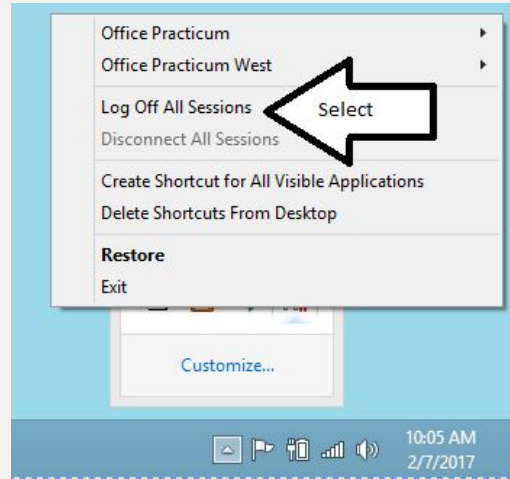 Office Practicum
Office Practicum West
Log Off All Sessions
Select
Disconnect All Sessions
Create Shortcut for All Visible Applications
Delete Shortcuts From Desktop
Restore
Exit
Customize...
10:05 AM
2/7/2017